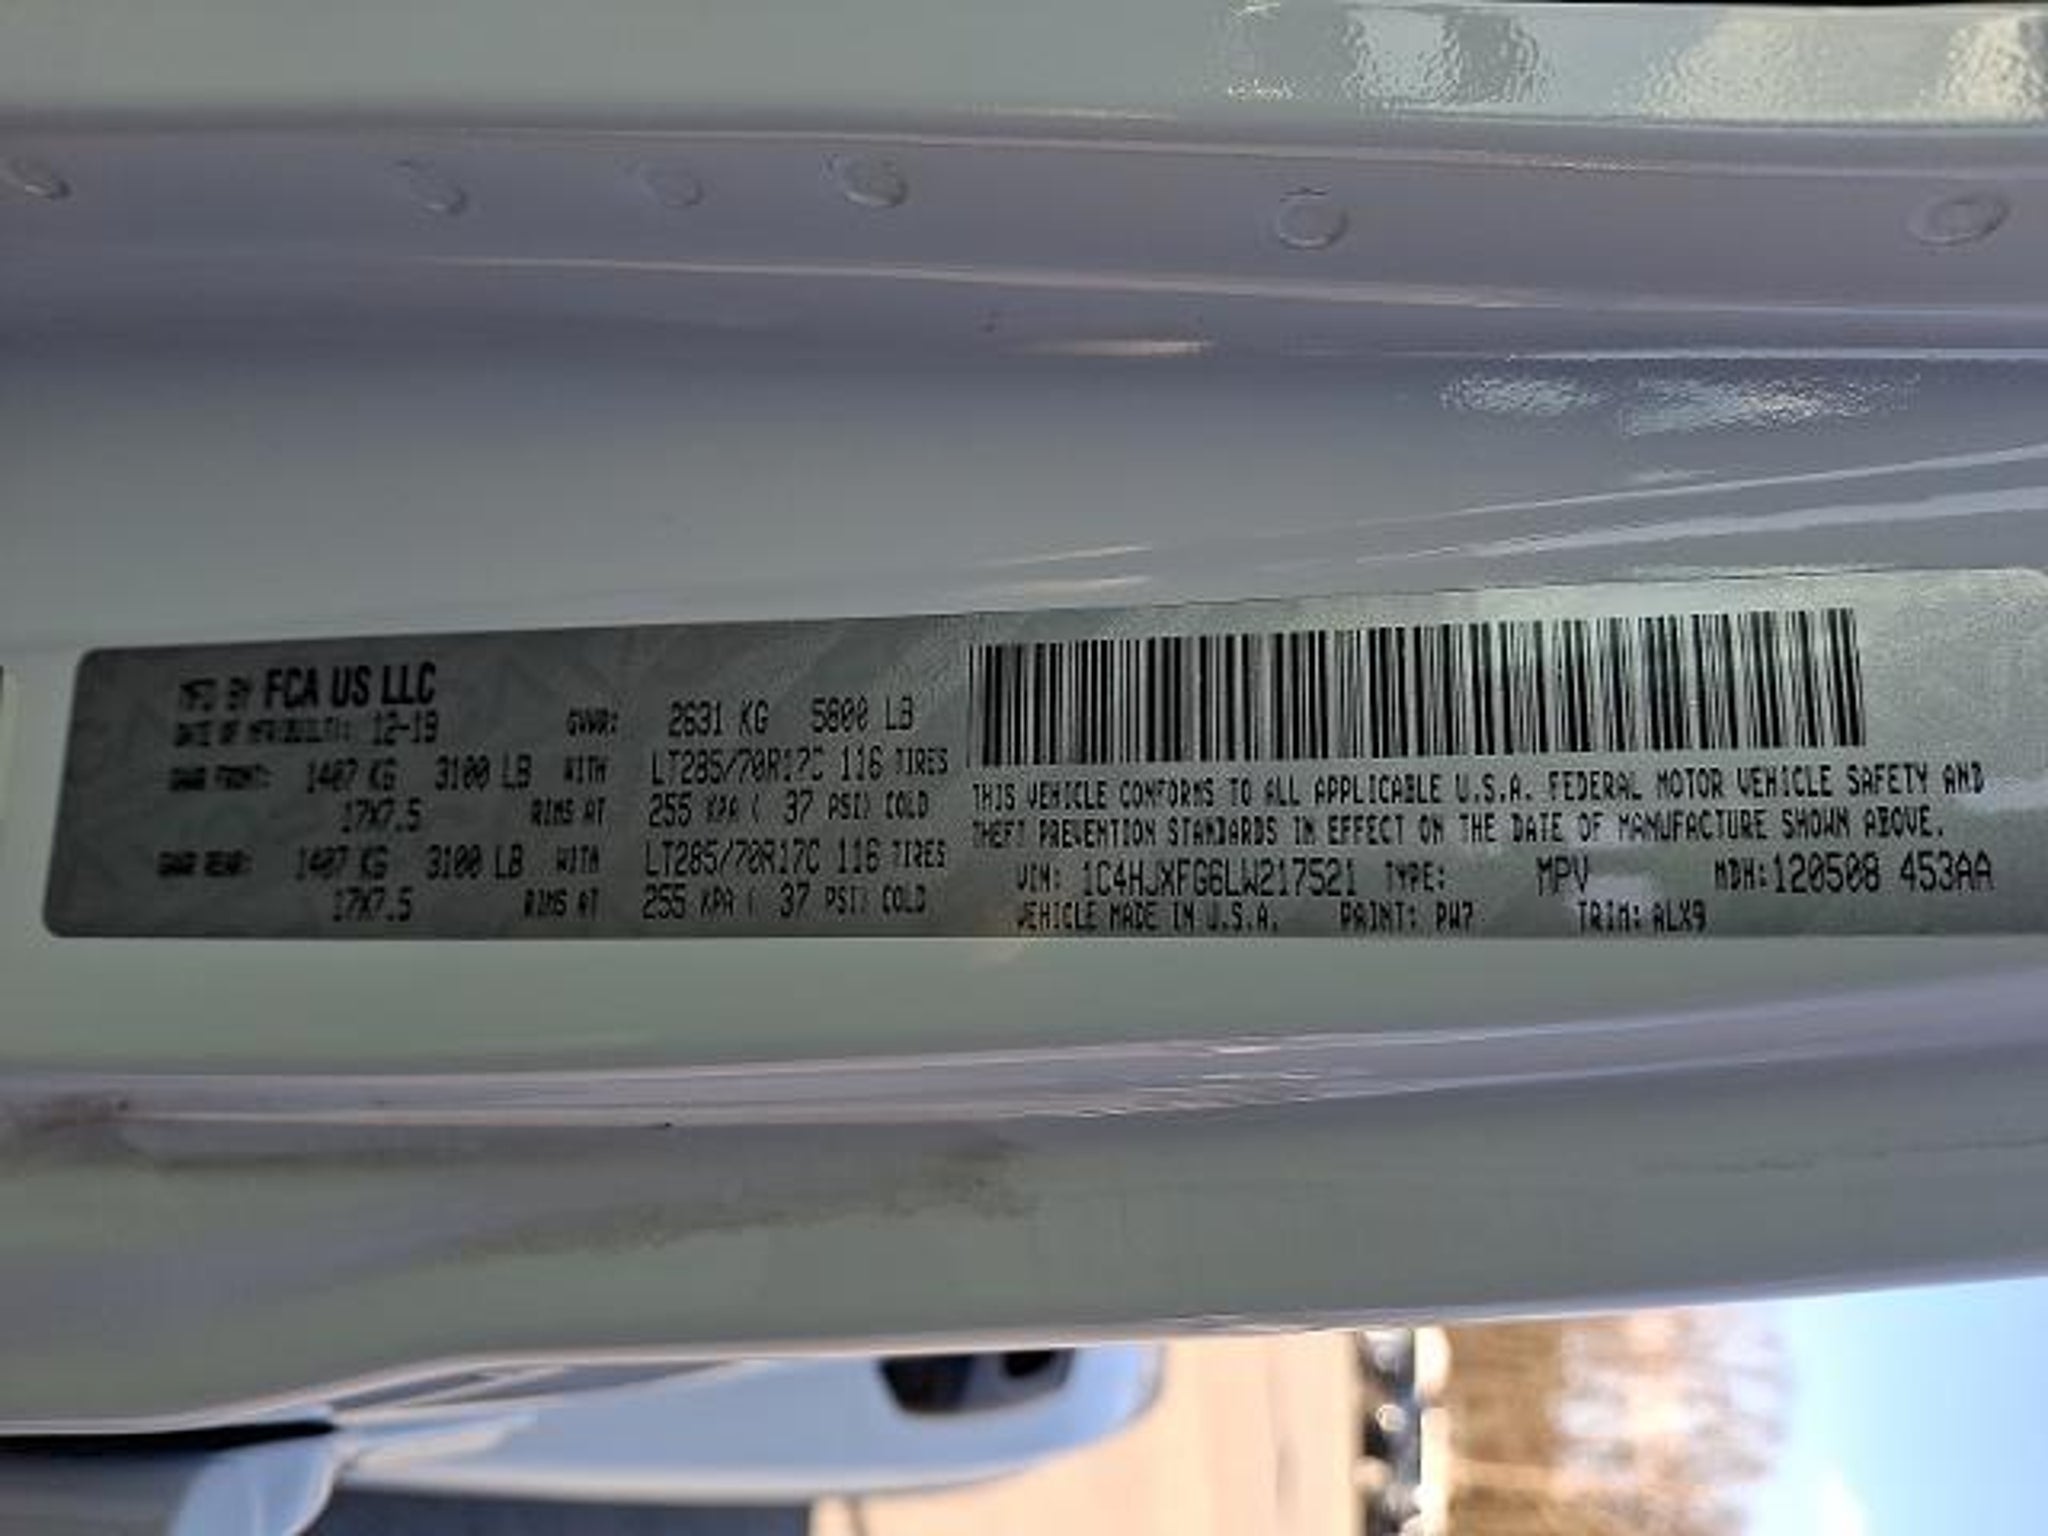 MFD BY FCA US LLC
DATE OF MFR/BUILT: 12-19 GVWR: 2631 KG 5800 LB
GAWR FRONT: 1407 KG 3100 LB WITH LT285/70R17C 116 TIRES
17X7.5 RIMS AT 255 KPA ( 37 PSI) COLD
GAWR REAR: 1407 KG 3100 LB WITH LT285/70R17C 116 TIRES
17X7.5 RIMS AT 255 KPA ( 37 PSI) COLD
THIS VEHICLE CONFORMS TO ALL APPLICABLE U.S.A. FEDERAL MOTOR VEHICLE SAFETY AND
THEFT PREVENTION STANDARDS IN EFFECT ON THE DATE OF MANUFACTURE SHOWN ABOVE.
VIN: 1C4HJXFG6LW217521 TYPE: MPV MDH:120508 453AA
VEHICLE MADE IN U.S.A. PAINT: PW7 TRIM: ALX9